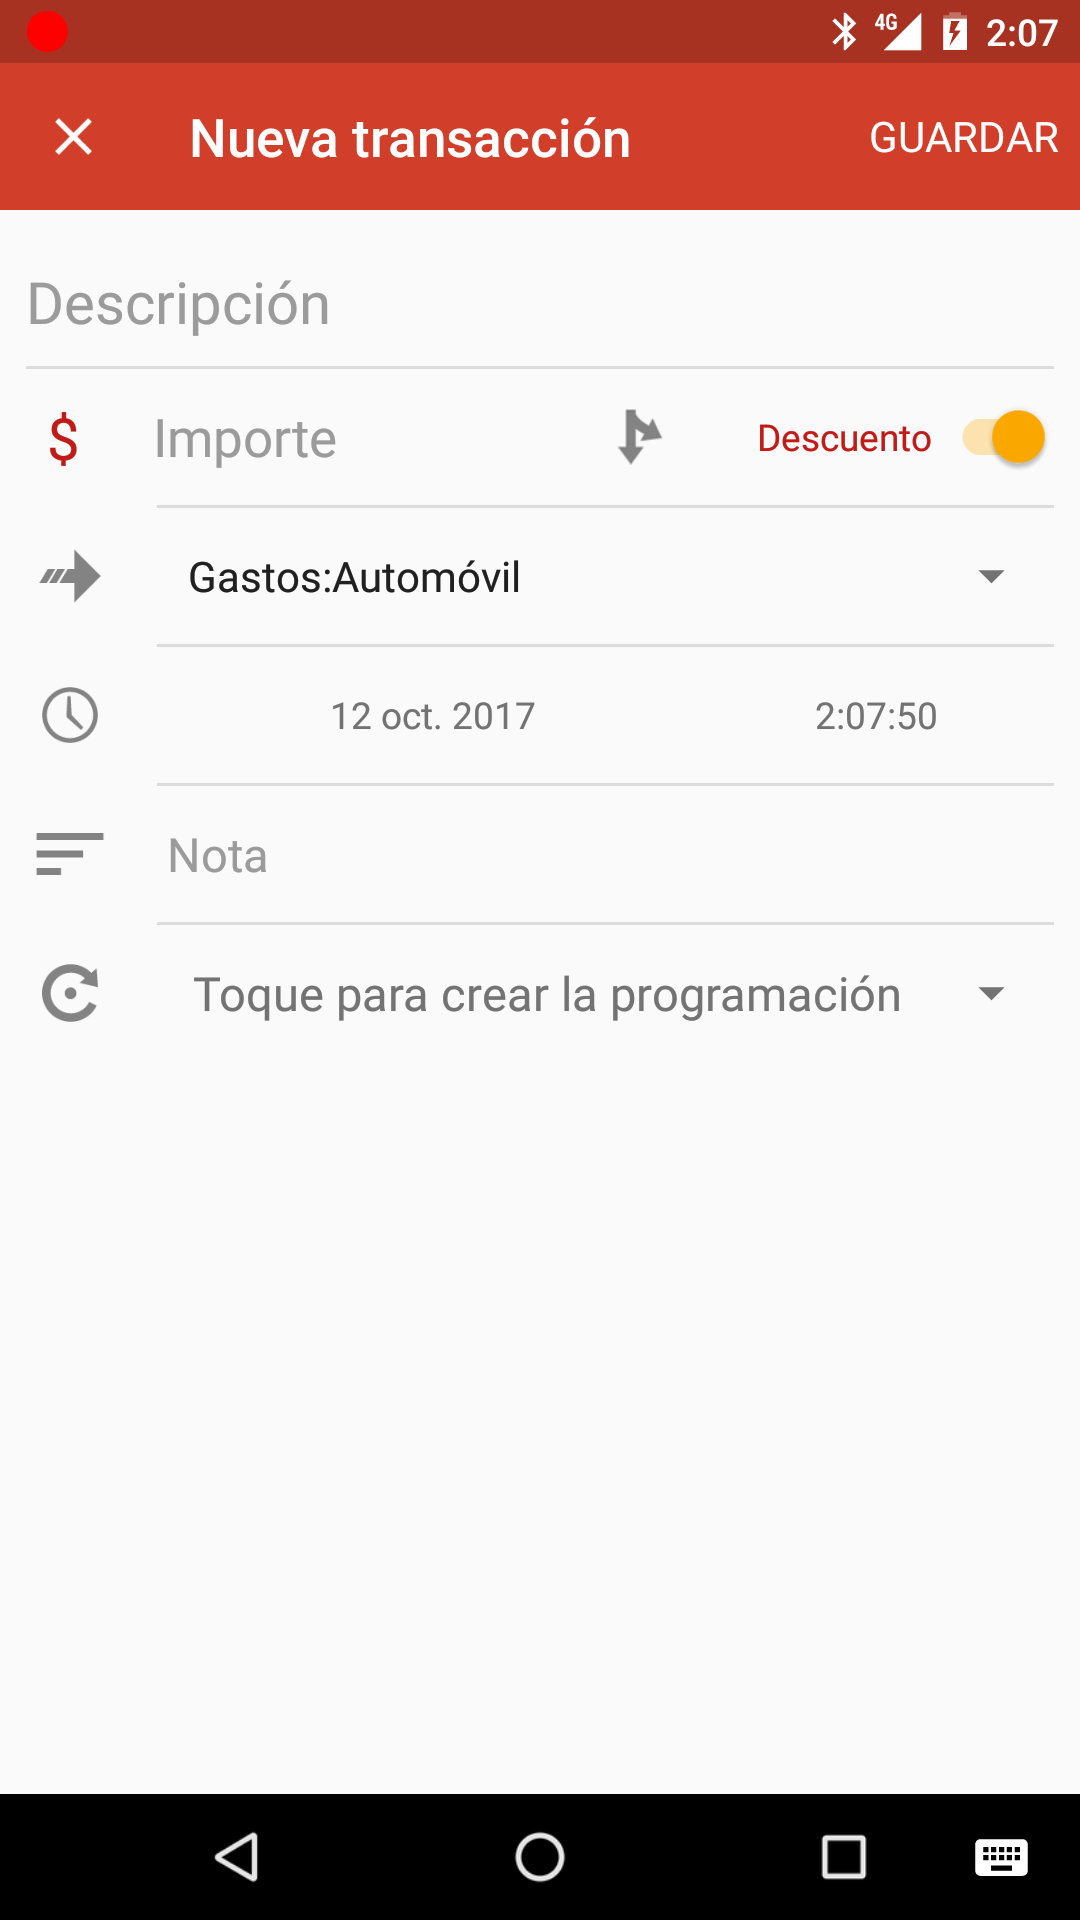 4G 2:07
Nueva transacción GUARDAR
Descripción
$ Importe Descuento
Gastos:Automóvil
12 oct. 2017 2:07:50
Nota
Toque para crear la programación